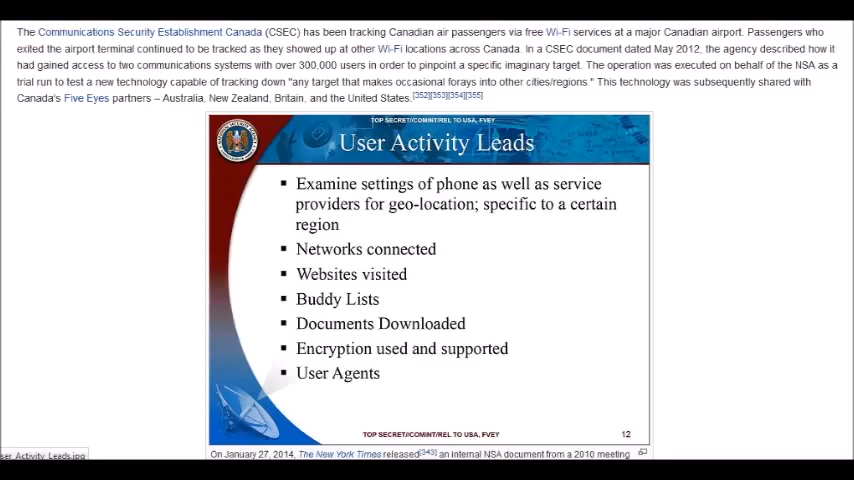 The Communications Security Establishment Canada (CSEC) has been tracking Canadian air passengers via free Wi-Fi services at a major Canadian airport. Passengers who
exited the airport terminal continued to be tracked as they showed up at other Wi-Fi locations across Canada. In a CSEC document dated May 2012, the agency described how it
had gained access to two communications systems with over 300,000 users in order to pinpoint a specific imaginary target. The operation was executed on behalf of the NSA as a
trial run to test a new technology capable of tracking down "any target that makes occasional forays into other cities/regions." This technology was subsequently shared with
Canada's Five Eyes partners – Australia, New Zealand, Britain, and the United States.[352][353][354][355]
TOP SECRET//COMINT/REL TO USA, FVEY
User Activity Leads
▪ Examine settings of phone as well as service
providers for geo-location; specific to a certain
region
▪ Networks connected
▪ Websites visited
▪ Buddy Lists
▪ Documents Downloaded
▪ Encryption used and supported
▪ User Agents
TOP SECRET//COMINT/REL TO USA, FVEY
12
ser Activity Leads.jpg
On January 27, 2014, The New York Times released[343] an internal NSA document from a 2010 meeting